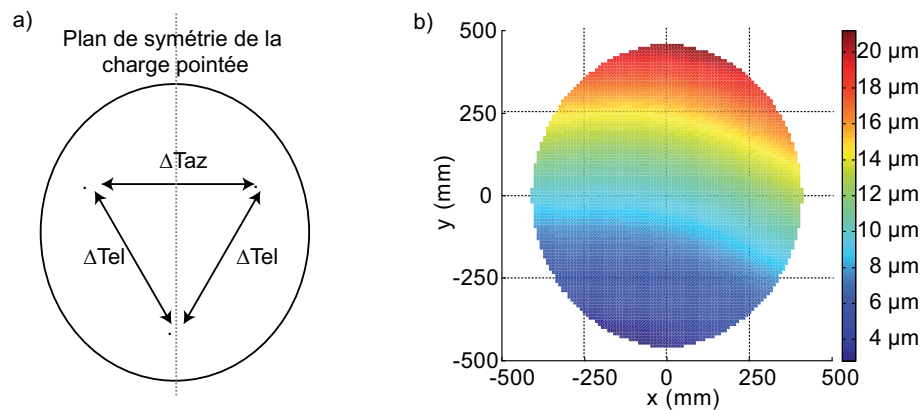 a)
Plan de symétrie de la
charge pointée
ΔTaz
ΔTel
ΔTel
b)
500
250
0
-250
-500
y (mm)
-500
-250
0
250
500
x (mm)
20 µm
18 µm
16 µm
14 µm
12 µm
10 µm
8 µm
6 µm
4 µm